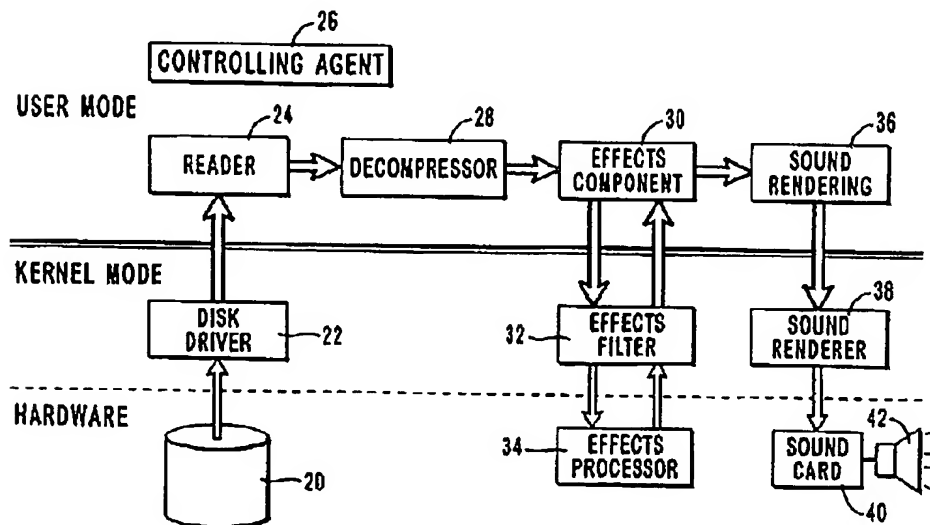 26
CONTROLLING AGENT
USER MODE
24
28
30
36
READER
DECOMPRESSOR
EFFECTS
COMPONENT
SOUND
RENDERING
KERNEL MODE
38
DISK
DRIVER
22
32
EFFECTS
FILTER
SOUND
RENDERER
HARDWARE
42
34
EFFECTS
PROCESSOR
SOUND
CARD
20
40